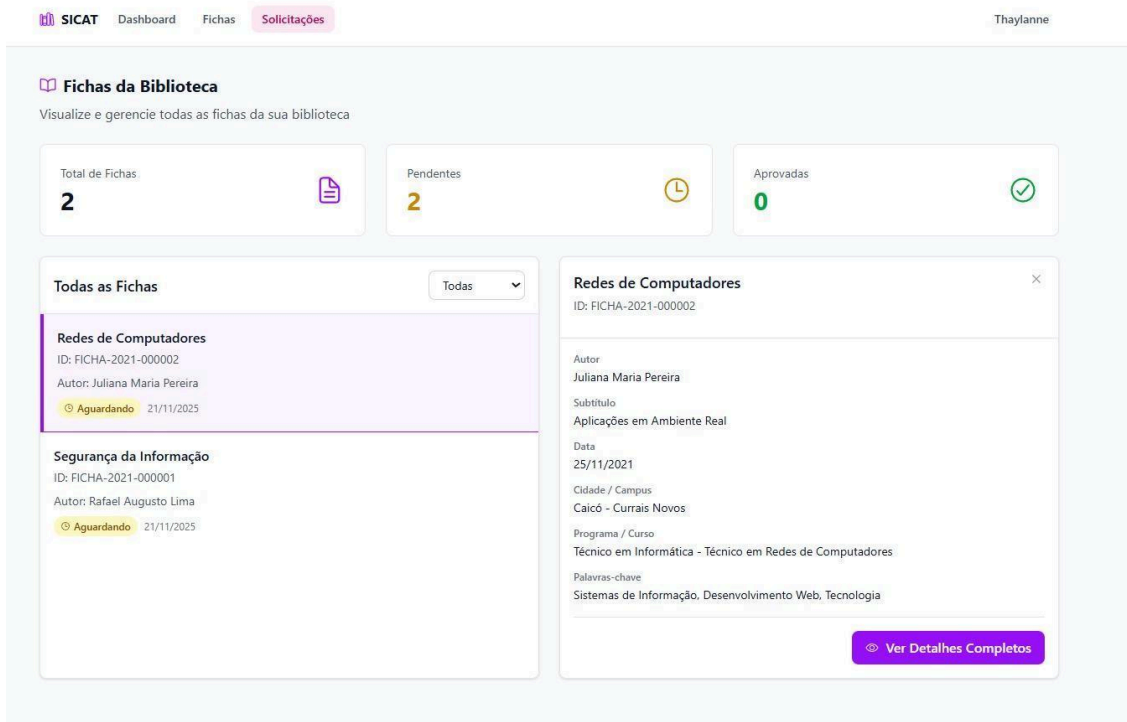 SICAT Dashboard Fichas Solicitações Thaylanne
Fichas da Biblioteca
Visualize e gerencie todas as fichas da sua biblioteca
Total de Fichas
2
Pendentes
2
Aprovadas
0
Todas as Fichas Todas
Redes de Computadores
ID: FICHA-2021-000002
Autor: Juliana Maria Pereira
Aguardando 21/11/2025
Segurança da Informação
ID: FICHA-2021-000001
Autor: Rafael Augusto Lima
Aguardando 21/11/2025
Redes de Computadores
ID: FICHA-2021-000002
Autor
Juliana Maria Pereira
Subtítulo
Aplicações em Ambiente Real
Data
25/11/2021
Cidade / Campus
Caicó - Currais Novos
Programa / Curso
Técnico em Informática - Técnico em Redes de Computadores
Palavras-chave
Sistemas de Informação, Desenvolvimento Web, Tecnologia
Ver Detalhes Completos